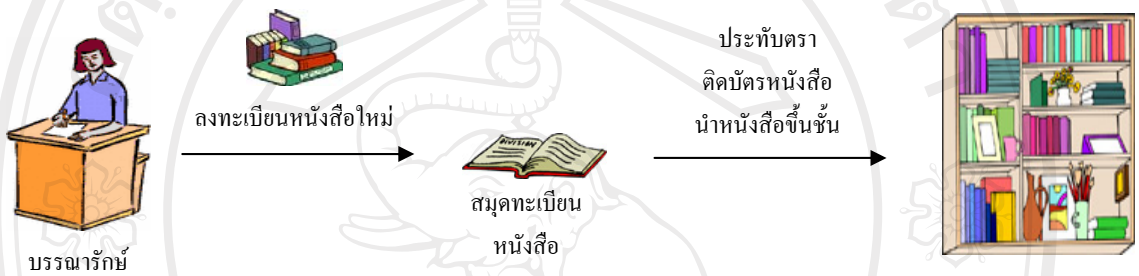 ลงทะเบียนหนังสือใหม่
ประทับตรา
ติดบัตรหนังสือ
นำหนังสือขึ้นชั้น
DIVISION
สมุดทะเบียน
หนังสือ
บรรณารักษ์